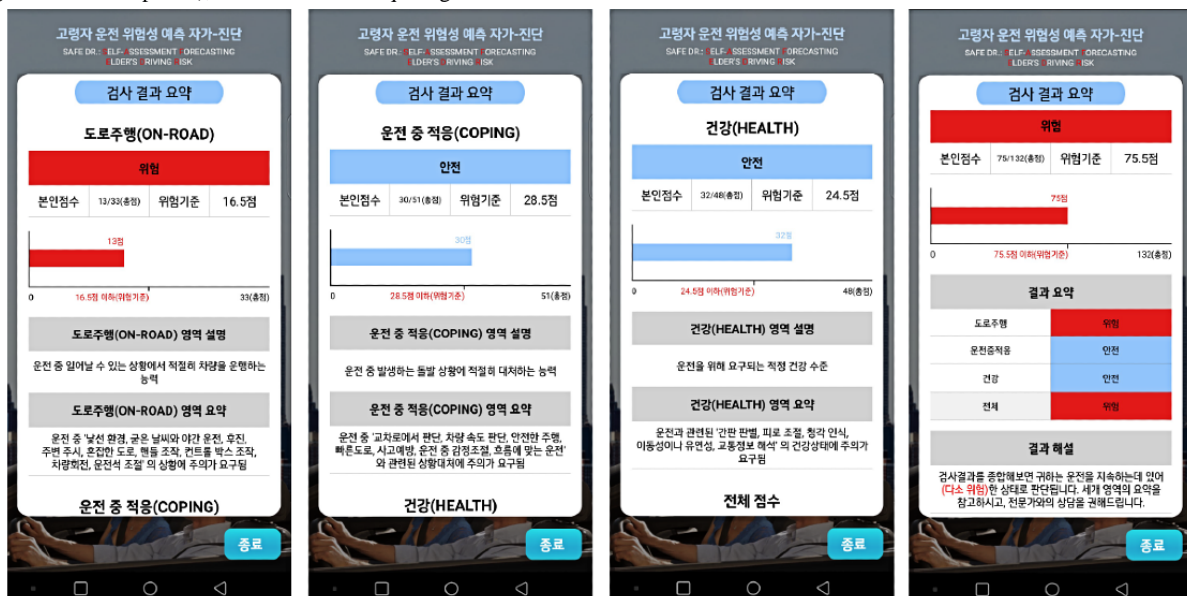 고령자 운전 위험성 예측 자가-진단
SAFE DR.: SELF-ASSESSMENT FORECASTING
ELDER'S DRIVING RISK
검사 결과 요약
도로주행(ON-ROAD)
위험
본인점수 13/33(총점) 위험기준 16.5점
13점
0 16.5점 이하(위험기준) 33(총점)
도로주행(ON-ROAD) 영역 설명
운전 중 일어날 수 있는 상황에서 적절히 차량을 운행하는
능력
도로주행(ON-ROAD) 영역 요약
운전 중 '낯선 환경, 궂은 날씨와 야간 운전, 후진,
주변 주시, 혼잡한 도로, 핸들 조작, 컨트롤 박스 조작,
차량회전, 운전석 조절' 의 상황에 주의가 요구됨
운전 중 적응(COPING)
종료
고령자 운전 위험성 예측 자가-진단
SAFE DR.: SELF-ASSESSMENT FORECASTING
ELDER'S DRIVING RISK
검사 결과 요약
운전 중 적응(COPING)
안전
본인점수 30/51(총점) 위험기준 28.5점
30점
0 28.5점 이하(위험기준) 51(총점)
운전 중 적응(COPING) 영역 설명
운전 중 발생하는 돌발 상황에 적절히 대처하는 능력
운전 중 적응(COPING) 영역 요약
운전 중 '교차로에서 판단, 차량 속도 판단, 안전한 주행,
빠른도로, 사고예방, 운전 중 감정조절, 흐름에 맞는 운전'
와 관련된 상황대처에 주의가 요구됨
건강(HEALTH)
종료
고령자 운전 위험성 예측 자가-진단
SAFE DR.: SELF-ASSESSMENT FORECASTING
ELDER'S DRIVING RISK
검사 결과 요약
건강(HEALTH)
안전
본인점수 32/48(총점) 위험기준 24.5점
32점
0 24.5점 이하(위험기준) 48(총점)
건강(HEALTH) 영역 설명
운전을 위해 요구되는 적정 건강 수준
건강(HEALTH) 영역 요약
운전과 관련된 '간판 판별, 피로 조절, 청각 인식,
이동성이나 유연성, 교통정보 해석' 의 건강상태에 주의가
요구됨
전체 점수
종료
고령자 운전 위험성 예측 자가-진단
SAFE DR.: SELF-ASSESSMENT FORECASTING
ELDER'S DRIVING RISK
검사 결과 요약
위험
본인점수 75/132(총점) 위험기준 75.5점
75점
0 75.5점 이하(위험기준) 132(총점)
결과 요약
도로주행 위험
운전중적응 안전
건강 안전
전체 위험
결과 해설
검사결과를 종합해보면 귀하는 운전을 지속하는데 있어
(다소 위험)한 상태로 판단됩니다. 세개 영역의 요약을
참고하시고, 전문가와의 상담을 권해드립니다.
종료